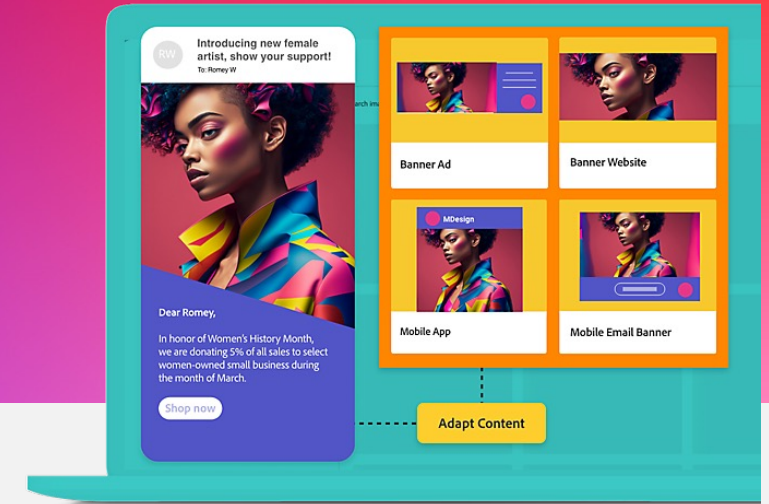 RW
Introducing new female
artist, show your support!
To: Romey W
Dear Romey,
In honor of Women's History Month,
we are donating 5% of all sales to select
women-owned small business during
the month of March.
Shop now
arch im
Banner Ad
Banner Website
MDesign
Mobile App
Mobile Email Banner
Adapt Content